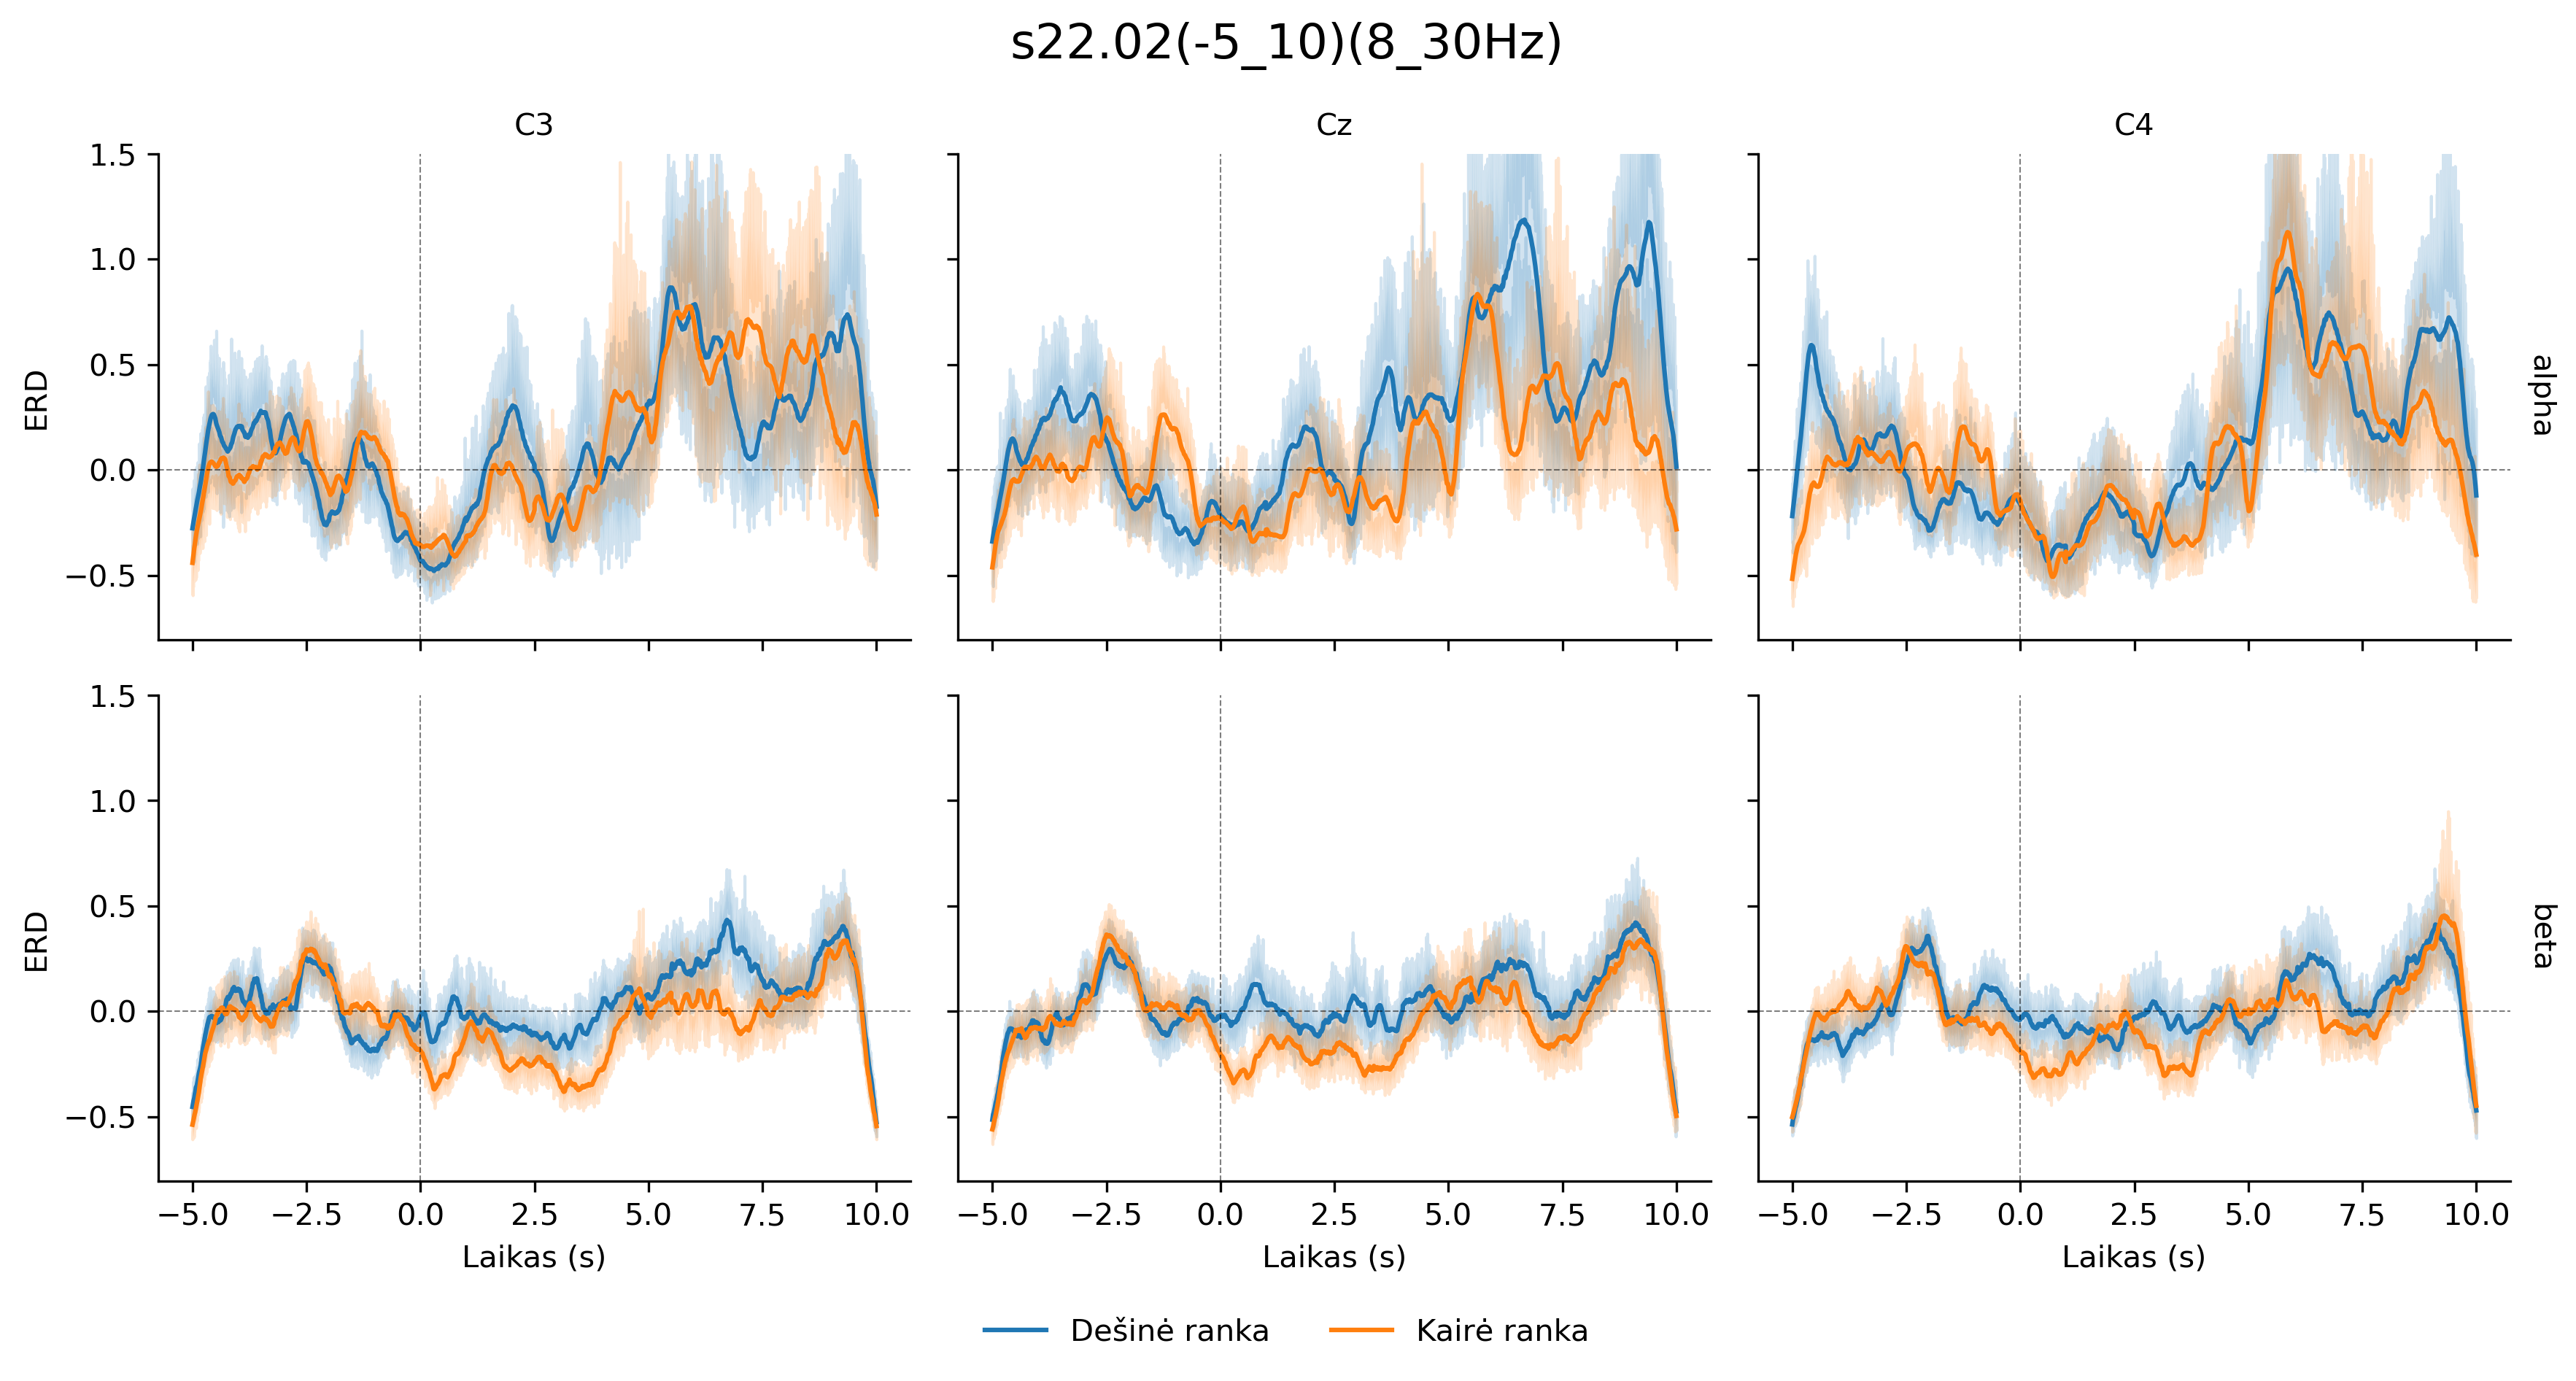 s22.02(-5_10)(8_30Hz)
C3 Cz C4
1.5
1.0
0.5
0.0
−0.5
ERD
alpha
1.5
1.0
0.5
0.0
−0.5
ERD
beta
−5.0 −2.5 0.0 2.5 5.0 7.5 10.0 −5.0 −2.5 0.0 2.5 5.0 7.5 10.0 −5.0 −2.5 0.0 2.5 5.0 7.5 10.0
Laikas (s) Laikas (s) Laikas (s)
Dešinė ranka Kairė ranka